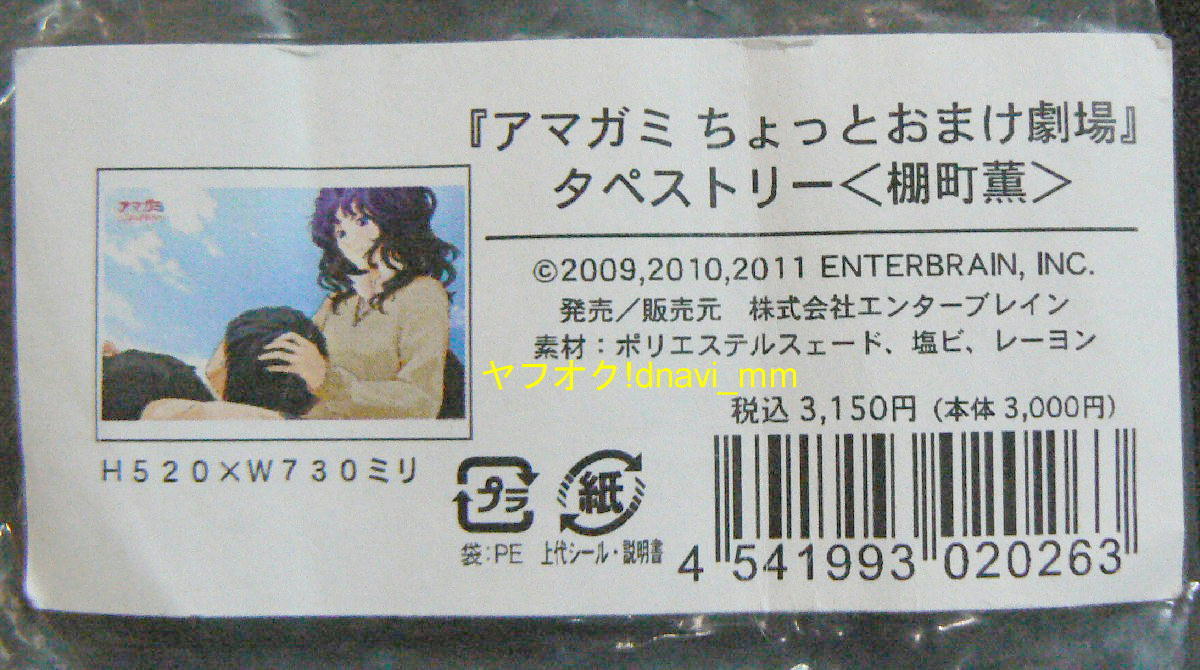 『アマガミ ちょっとおまけ劇場』
タペストリー＜棚町薫＞
アマガミ
©2009,2010,2011 ENTERBRAIN, INC.
発売／販売元　株式会社エンターブレイン
素材：ポリエステルスェード、塩ビ、レーヨン
ヤフオク!dnavi_mm
税込 3,150円（本体 3,000円）
H520×W730ミリ
プラ
紙
袋：PE
上代シール・説明書
4 541993 020263